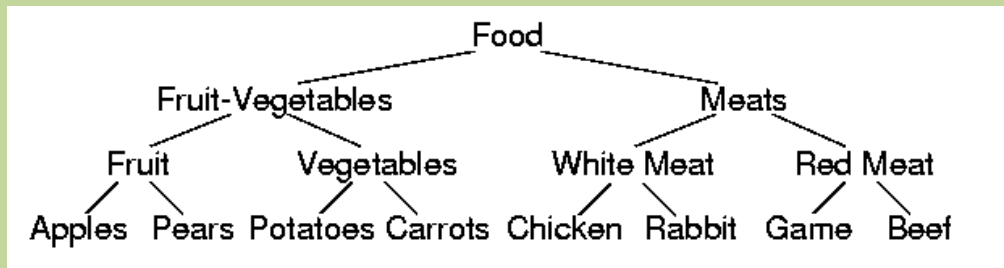 Food
Fruit-Vegetables Meats
Fruit Vegetables White Meat Red Meat
Apples Pears Potatoes Carrots Chicken Rabbit Game Beef